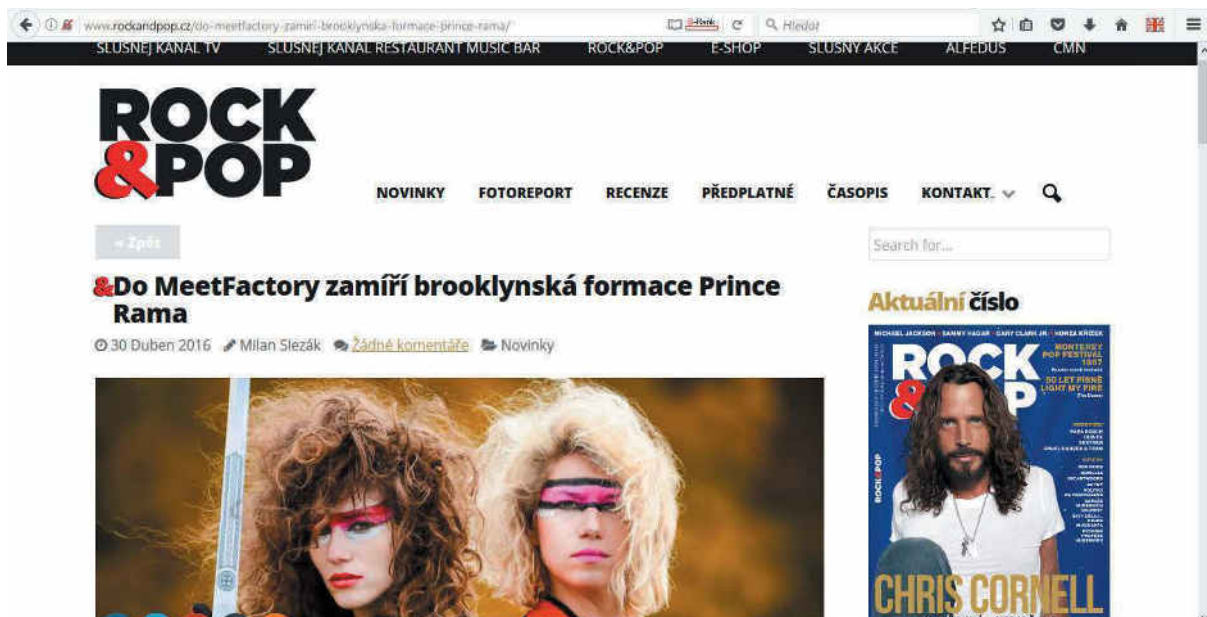 www.rockandpop.cz/do-meetfactory-zamiri-brooklynska-formace-prince-rama/
Hledat
SLUSNEJ KANAL TV SLUSNEJ KANAL RESTAURANT MUSIC BAR ROCK&POP E-SHOP SLUSNY AKCE ALFEDUS CMN
ROCK
&POP
NOVINKY FOTOREPORT RECENZE PŘEDPLATNÉ ČASOPIS KONTAKT
« Zpět
Search for...
&Do MeetFactory zamíří brooklynská formace Prince
Rama
30 Duben 2016 Milan Slezák Žádné komentáře Novinky
Aktuální číslo
MICHAEL JACKSON SAMMY HAGAR GARY CLARK JR. HONZA KŘÍŽEK
ROCK
&P
MONTEREY
POP FESTIVAL
1967
50 LET PÍSNĚ
LIGHT MY FIRE
ROCK&POP
CHRIS CORNELL